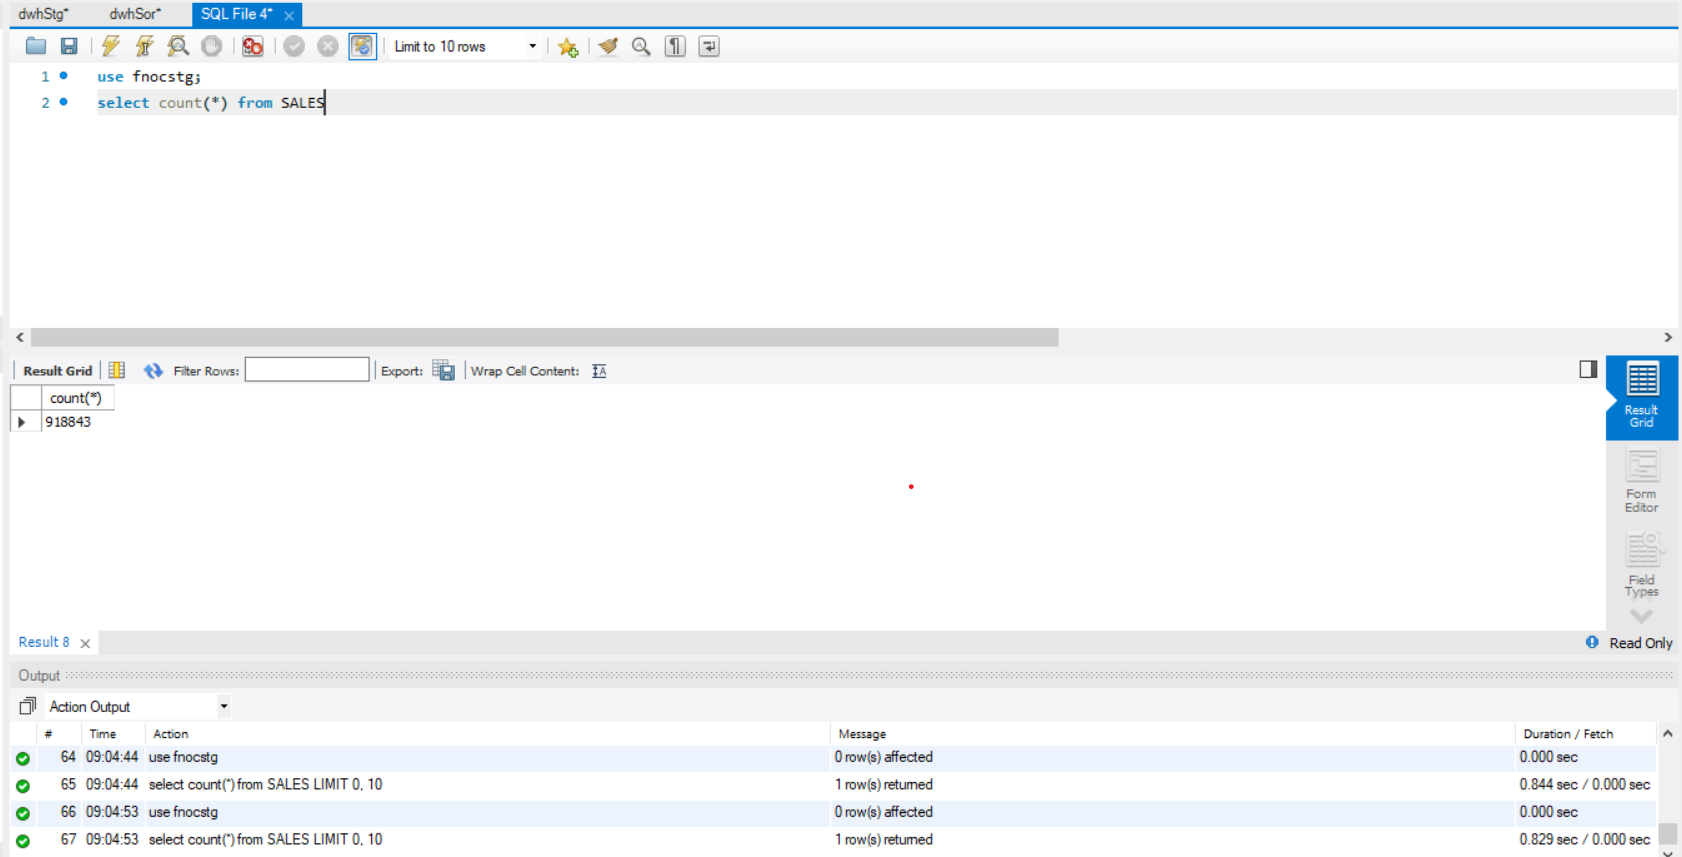 dwhStg* dwhSor* SQL File 4* ×
Limit to 10 rows
1 use fnocstg;
2 select count(*) from SALES
Result Grid Filter Rows: Export: Wrap Cell Content:
count(*)
918843
Result Grid
Form Editor
Field Types
Result 8 × Read Only
Output
Action Output
# Time Action Message Duration / Fetch
64 09:04:44 use fnocstg 0 row(s) affected 0.000 sec
65 09:04:44 select count(*) from SALES LIMIT 0, 10 1 row(s) returned 0.844 sec / 0.000 sec
66 09:04:53 use fnocstg 0 row(s) affected 0.000 sec
67 09:04:53 select count(*) from SALES LIMIT 0, 10 1 row(s) returned 0.829 sec / 0.000 sec